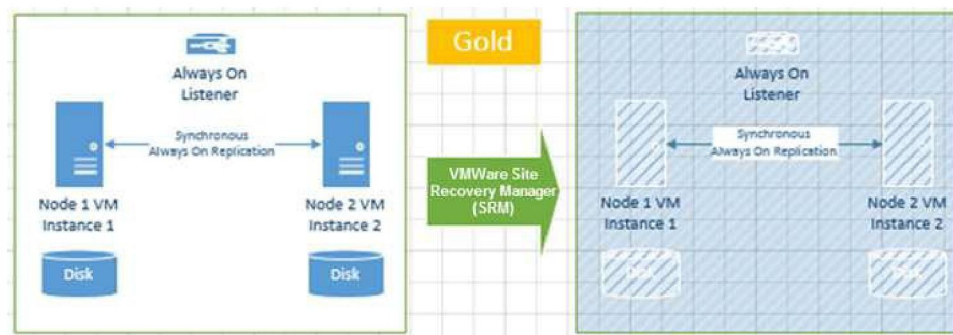 Always On
Listener
Synchronous
Always On Replication
Node 1 VM
Instance 1
Node 2 VM
Instance 2
Disk
Disk
Gold
VMWare Site
Recovery Manager
(SRM)
Always On
Listener
Synchronous
Always On Replication
Node 1 VM
Instance 1
Node 2 VM
Instance 2
Disk
Disk